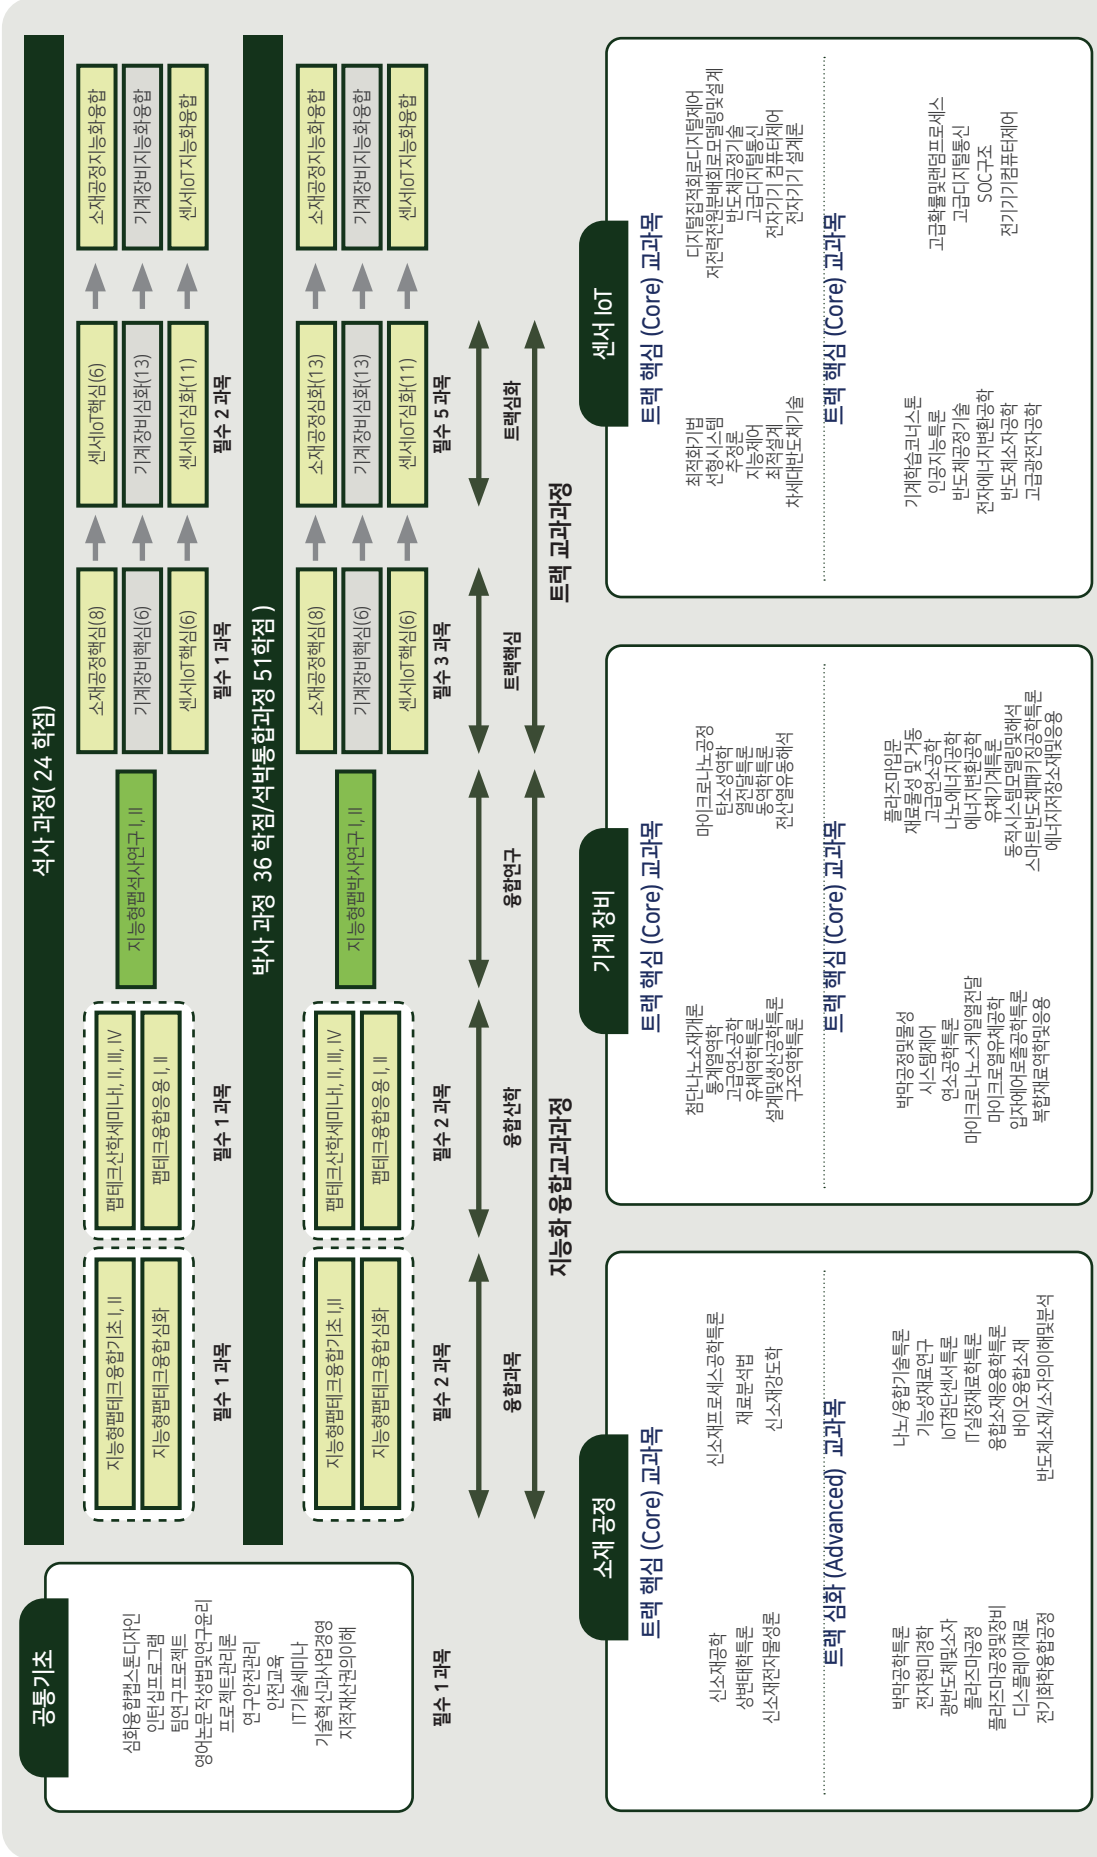 공통기초
심화융합캡스톤디자인
인턴십프로그램
팀연구프로젝트
영어논문작성법및연구윤리
프로젝트관리론
연구안전관리
안전교육
IT기술세미나
기술혁신과사업경영
지적재산권의이해
필수 1 과목
석사 과정( 24 학점)
지능형팹테크융합기초 I, II
지능형팹테크융합심화
필수 1 과목
팹테크산학세미나I, II, III, IV
팹테크융합응용 I, II
필수 1 과목
지능형팹석사연구 I, II
소재공정핵심(8)
기계장비핵심(6)
센서IoT핵심(6)
필수 1 과목
센서IoT핵심(6)
기계장비심화(13)
센서IoT심화(11)
필수 2 과목
소재공정지능화융합
기계장비지능화융합
센서IoT지능화융합
박사 과정 36 학점/석박통합과정 51학점 )
지능형팹테크융합기초 I,II
지능형팹테크융합심화
필수 2 과목
팹테크산학세미나I, II, III, IV
팹테크융합응용 I, II
필수 2 과목
지능형팹박사연구 I, II
소재공정핵심(8)
기계장비핵심(6)
센서IoT핵심(6)
필수 3 과목
소재공정심화(13)
기계장비심화(13)
센서IoT심화(11)
필수 5 과목
소재공정지능화융합
기계장비지능화융합
센서IoT지능화융합
융합과목
융합산학
융합연구
트랙핵심
트랙심화
지능화 융합교과과정
트랙 교과과정
소재 공정
트랙 핵심 (Core) 교과목
신소재공학
상변태학특론
신소재전자물성론
신소재프로세스공학특론
재료분석법
신소재강도학
트랙 심화 (Advanced) 교과목
박막공학특론
전자현미경학
광반도체및소자
플라즈마공정
플라즈마공정및장비
디스플레이재료
전기화학융합공정
나노/융합기술특론
기능성재료연구
IoT첨단센서특론
IT실장재료학특론
융합소재응용학특론
바이오융합소재
반도체소재/소자의이해및분석
기계 장비
트랙 핵심 (Core) 교과목
첨단나노소재개론
통계열역학
고급연소공학
유체역학특론
설계및생산공학특론
구조역학특론
마이크로나노공정
탄소성역학
열전달특론
동역학특론
전산열유동해석
트랙 핵심 (Core) 교과목
박막공정및물성
시스템제어
연소공학특론
마이크로나노스케일열전달
마이크로열유체공학
입자에어로졸공학특론
복합재료역학및응용
플라즈마입문
재료물성 및 거동
고급연소공학
나노에너지공학
에너지변환공학
유체기계특론
동적시스템모델링및해석
스마트반도체패키징공학특론
에너지저장소재및응용
센서 IoT
트랙 핵심 (Core) 교과목
최적화기법
선형시스템
추정론
지능제어
최적설계
차세대반도체기술
디지털집적회로디지털제어
저전력전원분배회로모델링및설계
반도체공정기술
고급디지털통신
전자기기 컴퓨터제어
전자기기 설계론
트랙 핵심 (Core) 교과목
기계학습코너스톤
인공지능특론
반도체공정기술
전자에너지변환공학
반도체소자공학
고급광전자공학
고급확률및랜덤프로세스
고급디지털통신
SOC구조
전기기기컴퓨터제어